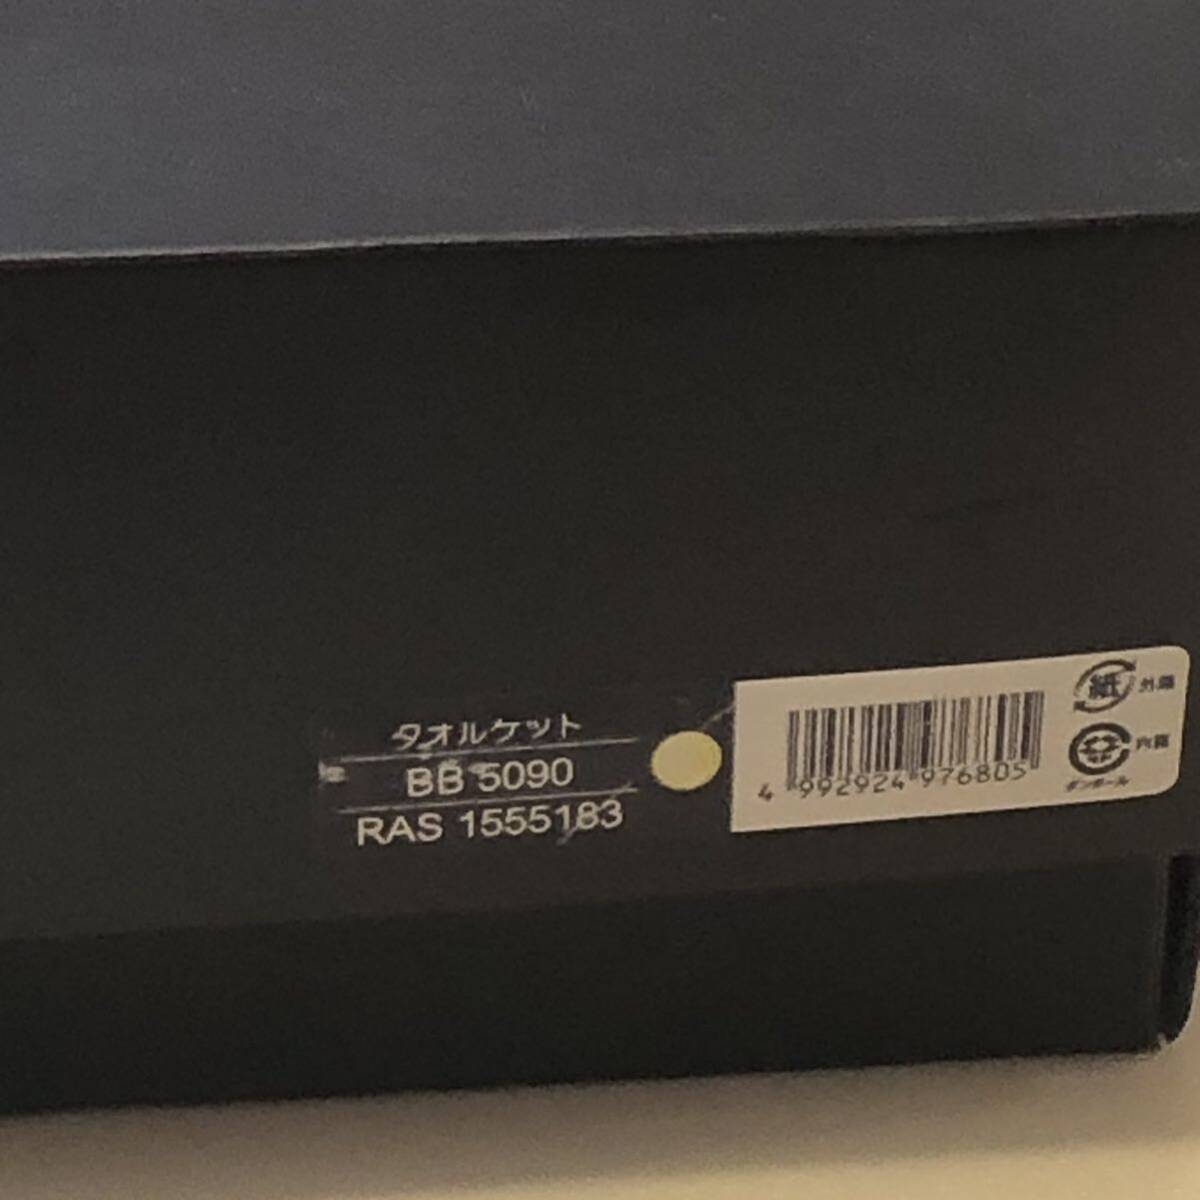 タオルケット
BB 5090
RAS 1555183
4 992924 976805
紙 外箱
内箱
ダンボール